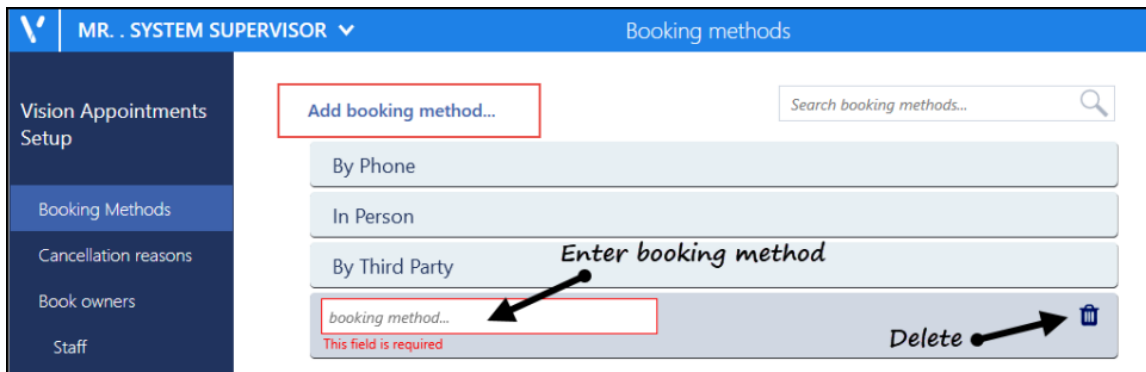 MR. . SYSTEM SUPERVISOR
Booking methods
Vision Appointments
Setup
Booking Methods
Cancellation reasons
Book owners
Staff
Add booking method...
Search booking methods...
By Phone
In Person
By Third Party
Enter booking method
booking method...
This field is required
Delete